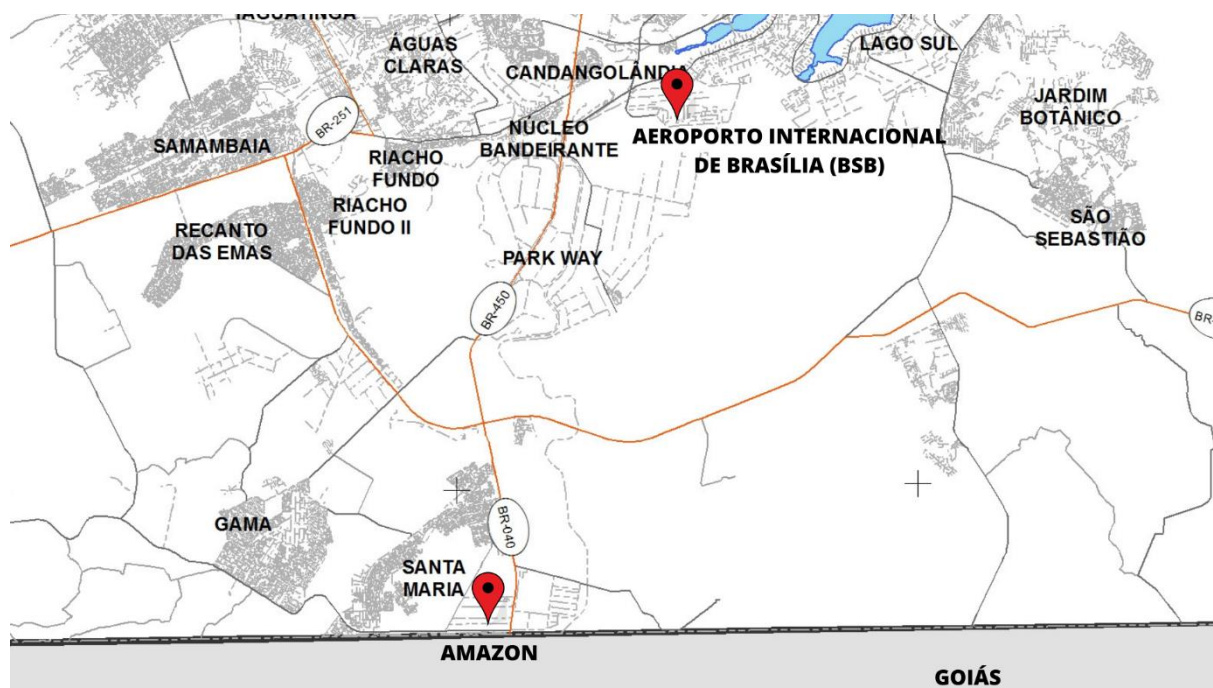 TAGUATINGA
ÁGUAS
CLARAS
CANDANGOLÂNDIA
LAGO SUL
JARDIM
BOTÂNICO
BR-251
SAMAMBAIA
NÚCLEO
BANDEIRANTE
AEROPORTO INTERNACIONAL
DE BRASÍLIA (BSB)
RIACHO
FUNDO
RIACHO
FUNDO II
RECANTO
DAS EMAS
SÃO
SEBASTIÃO
PARK WAY
BR-450
BR-
GAMA
BR-040
SANTA
MARIA
AMAZON
GOIÁS